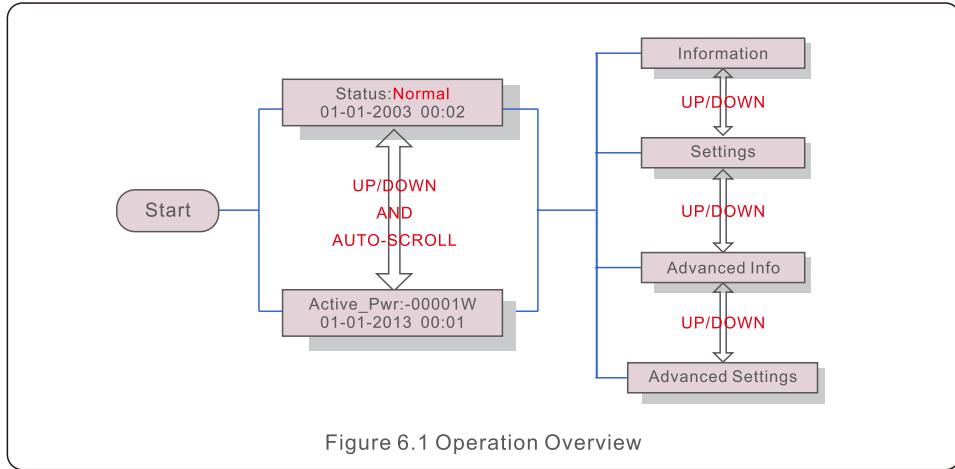 Start
Status:Normal
01-01-2003 00:02
UP/DOWN
AND
AUTO-SCROLL
Active_Pwr:-00001W
01-01-2013 00:01
Information
UP/DOWN
Settings
UP/DOWN
Advanced Info
UP/DOWN
Advanced Settings
Figure 6.1 Operation Overview